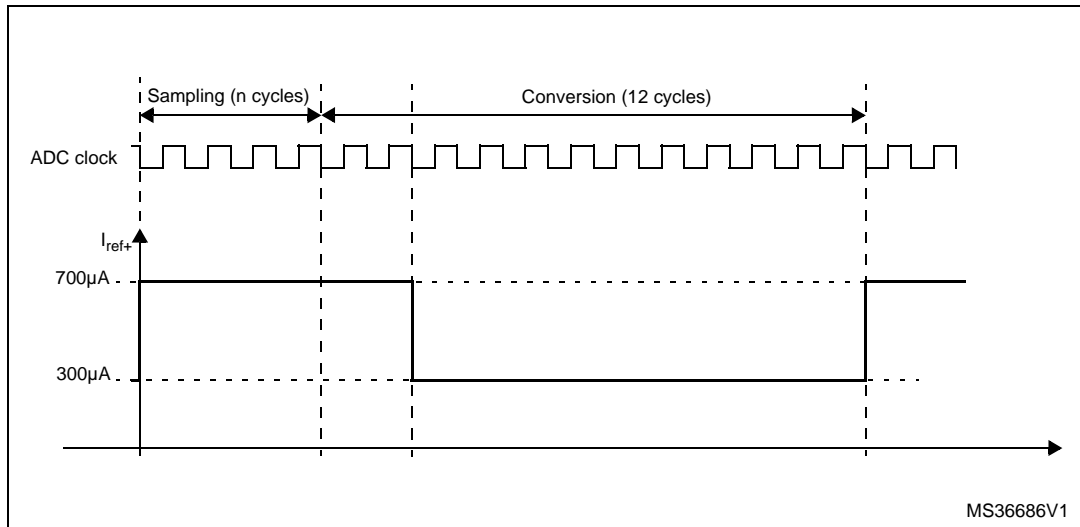 Sampling (n cycles)
Conversion (12 cycles)
ADC clock
Iref+
700µA
300µA
MS36686V1